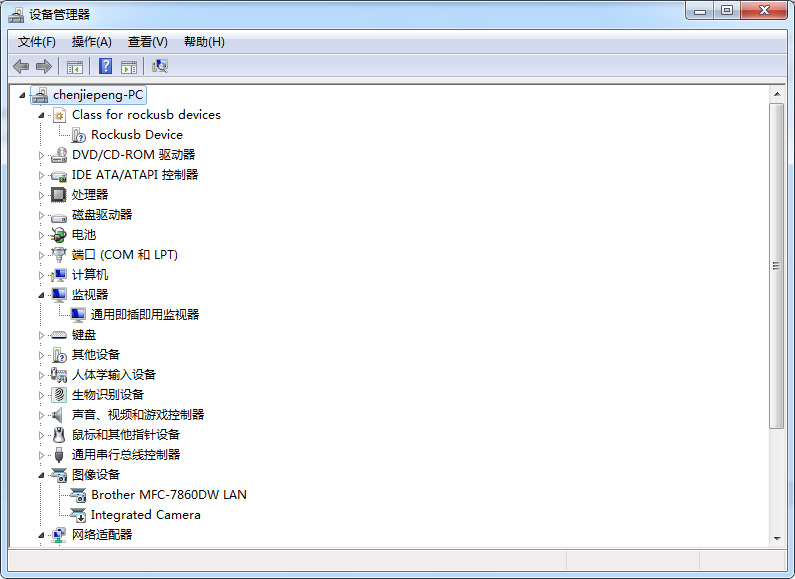 设备管理器
文件(F) 操作(A) 查看(V) 帮助(H)
chenjiepeng-PC
Class for rockusb devices
Rockusb Device
DVD/CD-ROM 驱动器
IDE ATA/ATAPI 控制器
处理器
磁盘驱动器
电池
端口 (COM 和 LPT)
计算机
监视器
通用即插即用监视器
键盘
其他设备
人体学输入设备
生物识别设备
声音、视频和游戏控制器
鼠标和其他指针设备
通用串行总线控制器
图像设备
Brother MFC-7860DW LAN
Integrated Camera
网络适配器